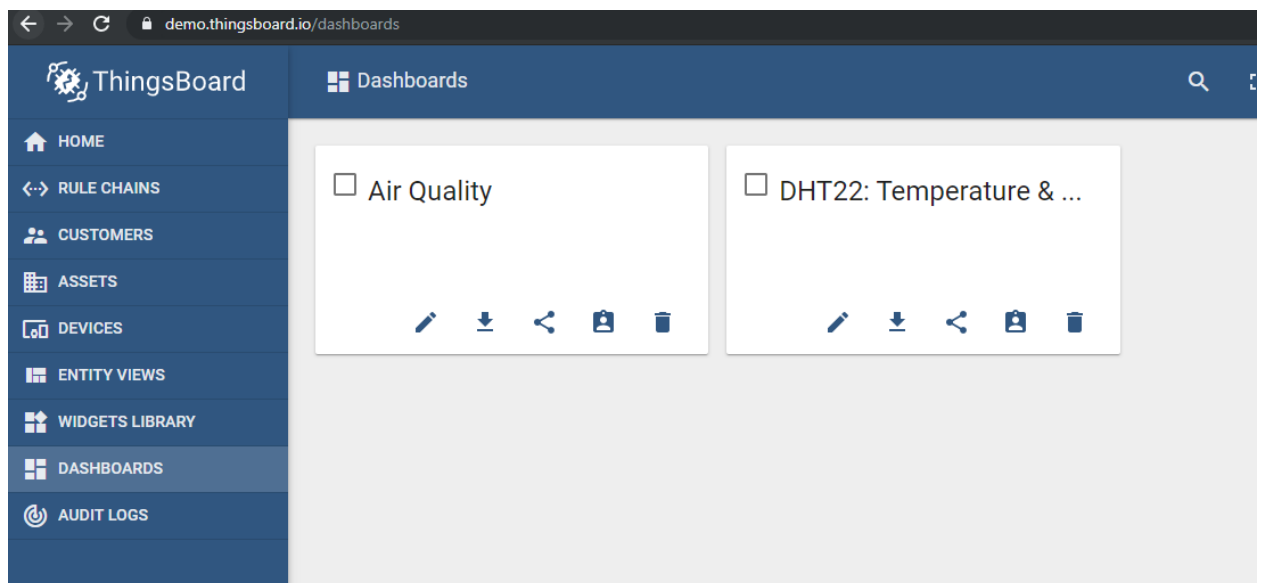 demo.thingsboard.io/dashboards
ThingsBoard
Dashboards
HOME
RULE CHAINS
CUSTOMERS
ASSETS
DEVICES
ENTITY VIEWS
WIDGETS LIBRARY
DASHBOARDS
AUDIT LOGS
Air Quality
DHT22: Temperature & ...